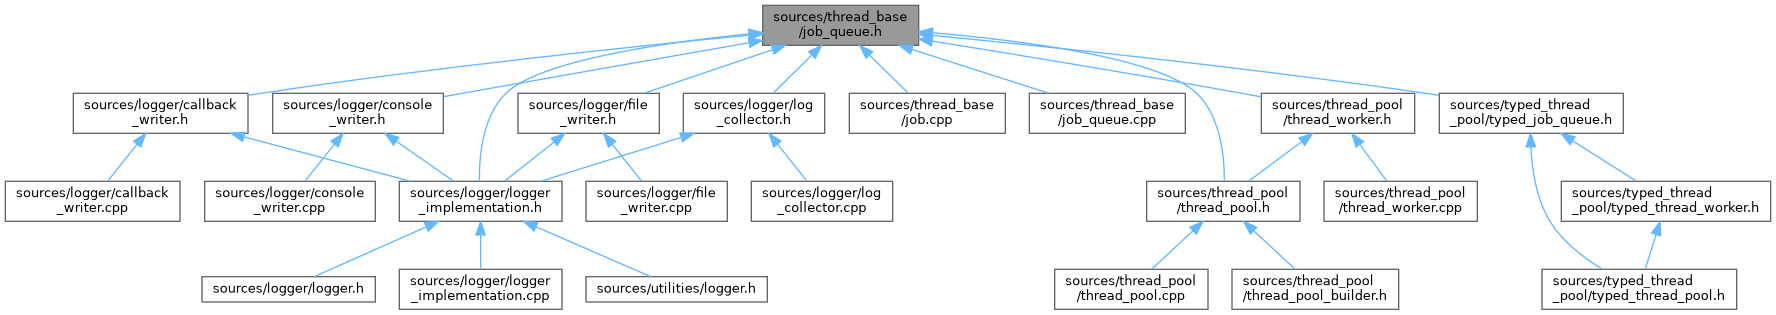 sources/thread_base
/job_queue.h
sources/logger/callback
_writer.h
sources/logger/console
_writer.h
sources/logger/file
_writer.h
sources/logger/log
_collector.h
sources/thread_base
/job.cpp
sources/thread_base
/job_queue.cpp
sources/thread_pool
/thread_worker.h
sources/typed_thread
_pool/typed_job_queue.h
sources/logger/callback
_writer.cpp
sources/logger/console
_writer.cpp
sources/logger/logger
_implementation.h
sources/logger/file
_writer.cpp
sources/logger/log
_collector.cpp
sources/thread_pool
/thread_pool.h
sources/thread_pool
/thread_worker.cpp
sources/typed_thread
_pool/typed_thread_worker.h
sources/logger/logger.h
sources/logger/logger
_implementation.cpp
sources/utilities/logger.h
sources/thread_pool
/thread_pool.cpp
sources/thread_pool
/thread_pool_builder.h
sources/typed_thread
_pool/typed_thread_pool.h